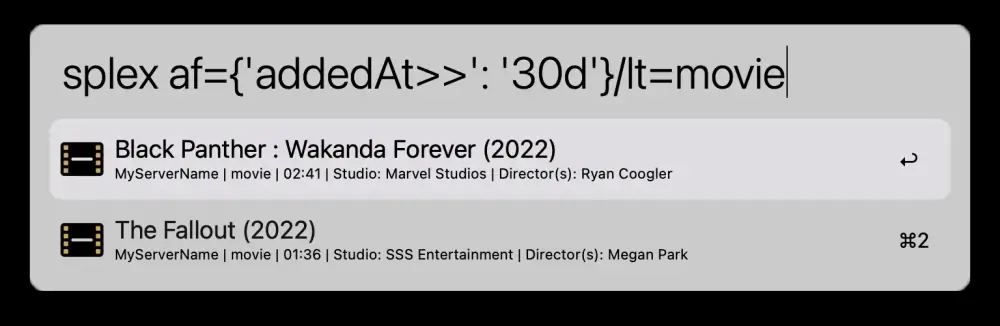 splex af={'addedAt>>': '30d'}/lt=movie
Black Panther : Wakanda Forever (2022)
MyServerName | movie | 02:41 | Studio: Marvel Studios | Director(s): Ryan Coogler
↩
The Fallout (2022)
MyServerName | movie | 01:36 | Studio: SSS Entertainment | Director(s): Megan Park
⌘2